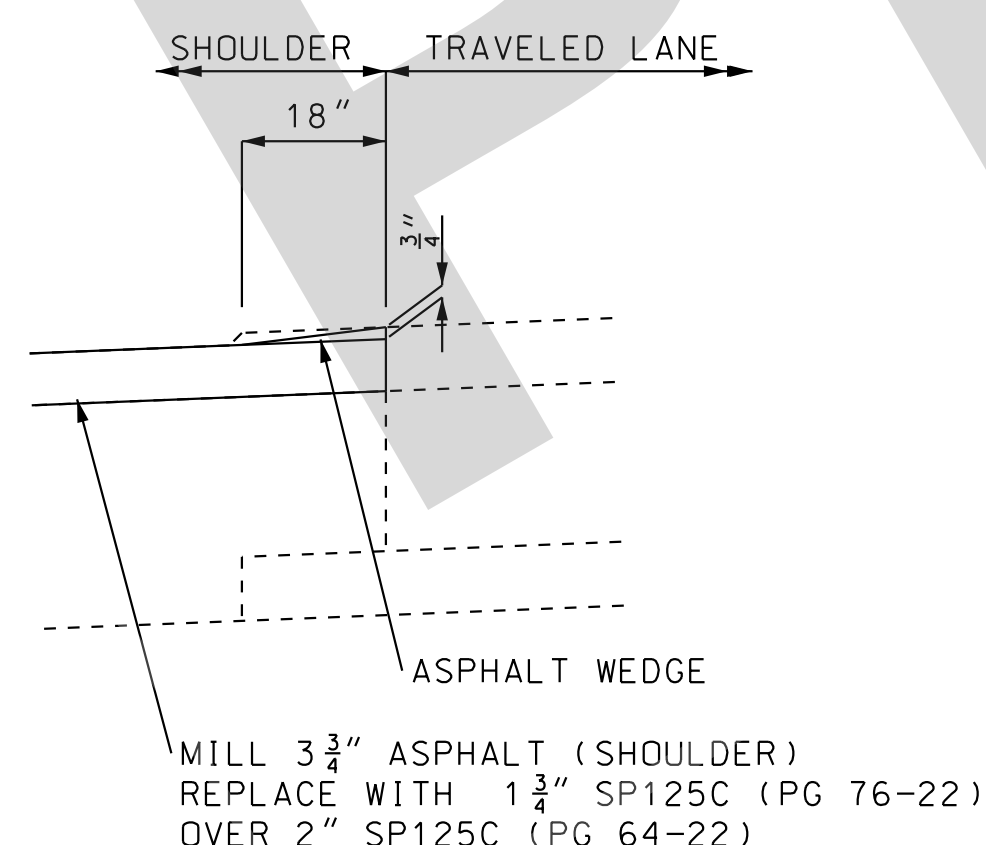 SHOULDER TRAVELED LANE
18"
3/4"
ASPHALT WEDGE
MILL 3 3/4" ASPHALT (SHOULDER)
REPLACE WITH 1 3/4" SP125C (PG 76-22)
OVER 2" SP125C (PG 64-22)